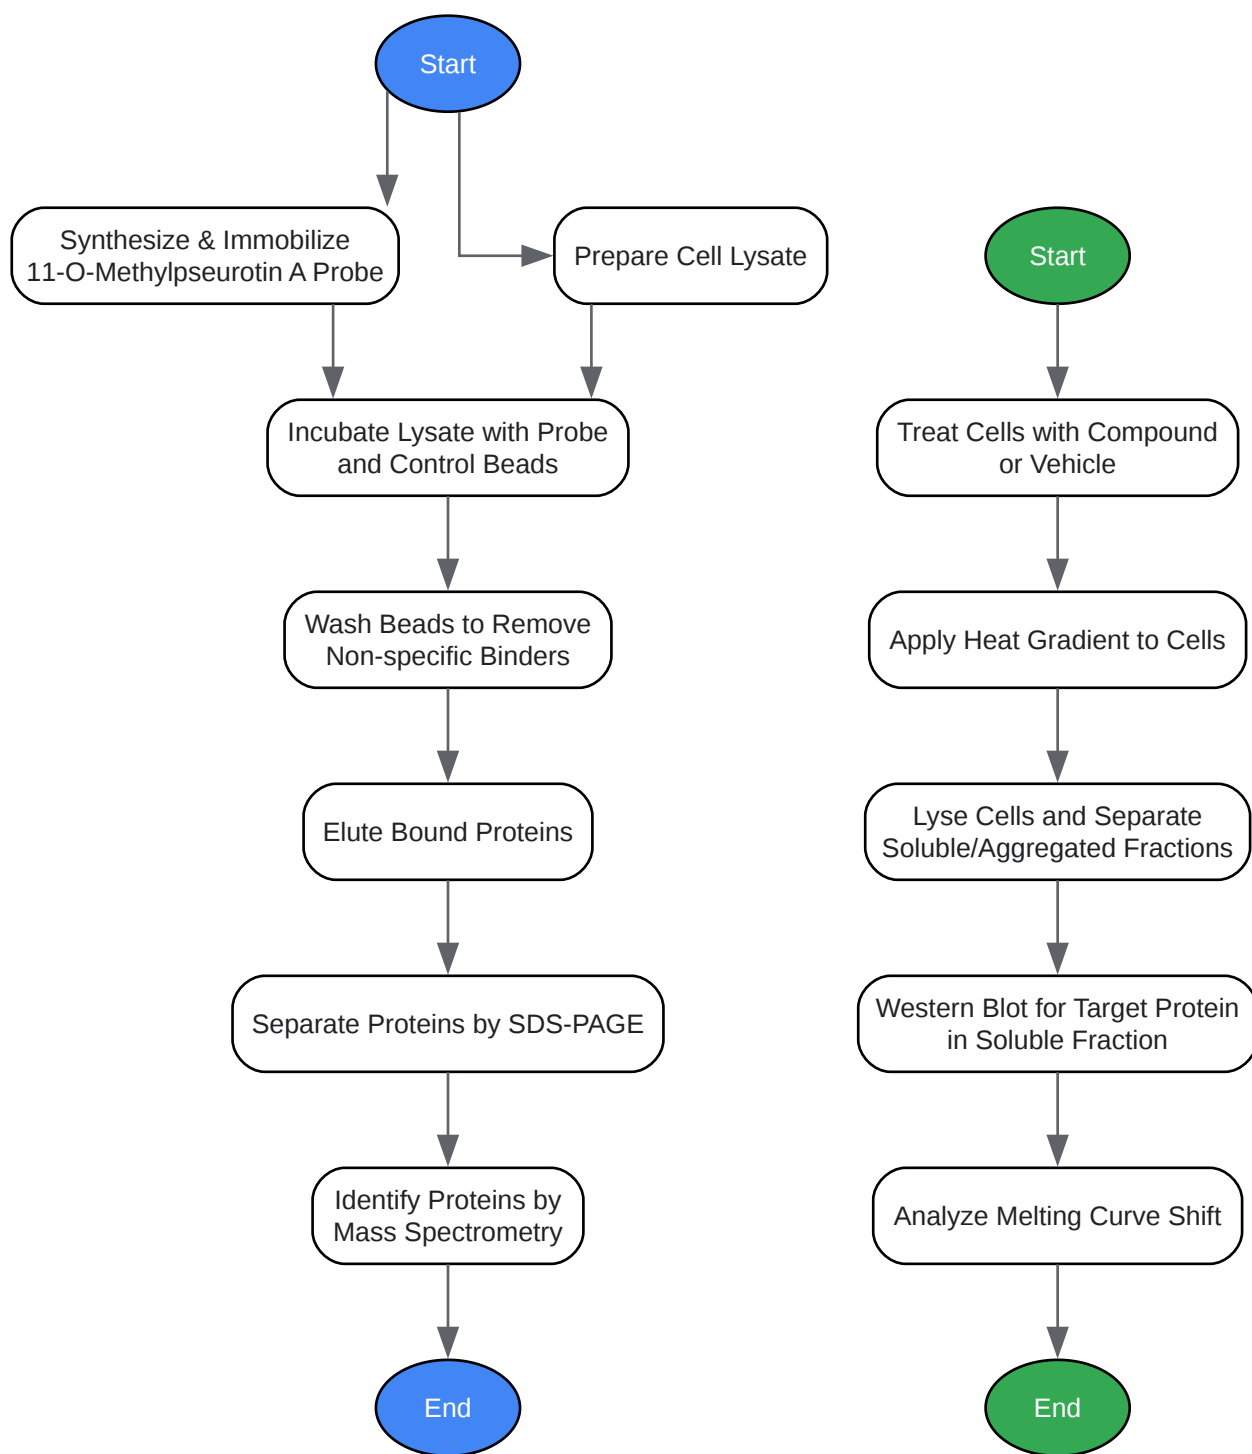 Start
Synthesize & Immobilize
11-O-Methylpseurotin A Probe
Prepare Cell Lysate
Incubate Lysate with Probe
and Control Beads
Wash Beads to Remove
Non-specific Binders
Elute Bound Proteins
Separate Proteins by SDS-PAGE
Identify Proteins by
Mass Spectrometry
End
Start
Treat Cells with Compound
or Vehicle
Apply Heat Gradient to Cells
Lyse Cells and Separate
Soluble/Aggregated Fractions
Western Blot for Target Protein
in Soluble Fraction
Analyze Melting Curve Shift
End